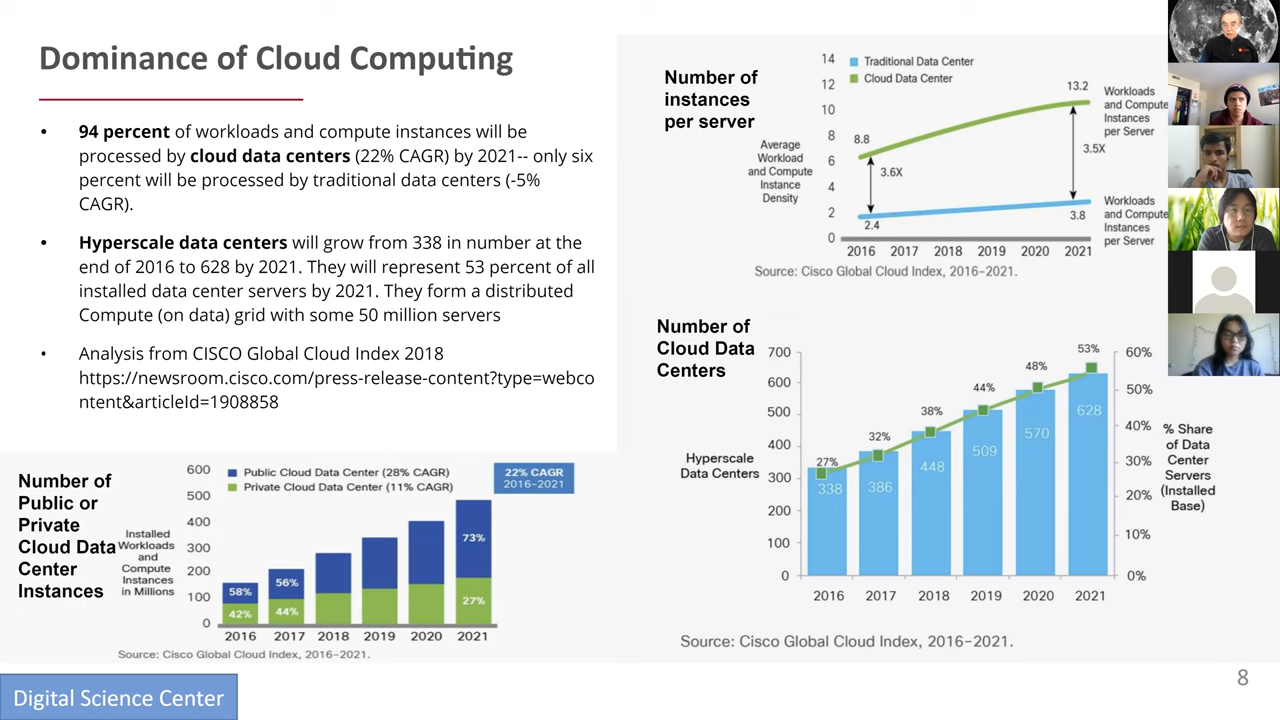 Dominance of Cloud Computing
• 94 percent of workloads and compute instances will be
processed by cloud data centers (22% CAGR) by 2021-- only six
percent will be processed by traditional data centers (-5%
CAGR).
• Hyperscale data centers will grow from 338 in number at the
end of 2016 to 628 by 2021. They will represent 53 percent of all
installed data center servers by 2021. They form a distributed
Compute (on data) grid with some 50 million servers
• Analysis from CISCO Global Cloud Index 2018
https://newsroom.cisco.com/press-release-content?type=webco
ntent&articleId=1908858
Number of
Public or
Private
Cloud Data
Center
Instances
Installed
Workloads
and
Compute
Instances
in Millions
600
500
400
300
200
100
0
Public Cloud Data Center (28% CAGR)
Private Cloud Data Center (11% CAGR)
22% CAGR
2016-2021
58%
42%
56%
44%
73%
27%
2016 2017 2018 2019 2020 2021
Source: Cisco Global Cloud Index, 2016–2021.
Number of
instances
per server
Average
Workload
and Compute
Instance
Density
14
12
10
8
6
4
2
0
Traditional Data Center
Cloud Data Center
8.8
3.6X
2.4
13.2
3.5X
3.8
Workloads
and Compute
Instances
per Server
Workloads
and Compute
Instances
per Server
2016 2017 2018 2019 2020 2021
Source: Cisco Global Cloud Index, 2016–2021.
Number of
Cloud Data
Centers
Hyperscale
Data Centers
700
600
500
400
300
200
100
0
27% 32% 38% 44% 48% 53%
338 386 448 509 570 628
60%
50%
40%
30%
20%
10%
0%
% Share
of Data
Center
Servers
(Installed
Base)
2016 2017 2018 2019 2020 2021
Source: Cisco Global Cloud Index, 2016–2021.
Digital Science Center
8